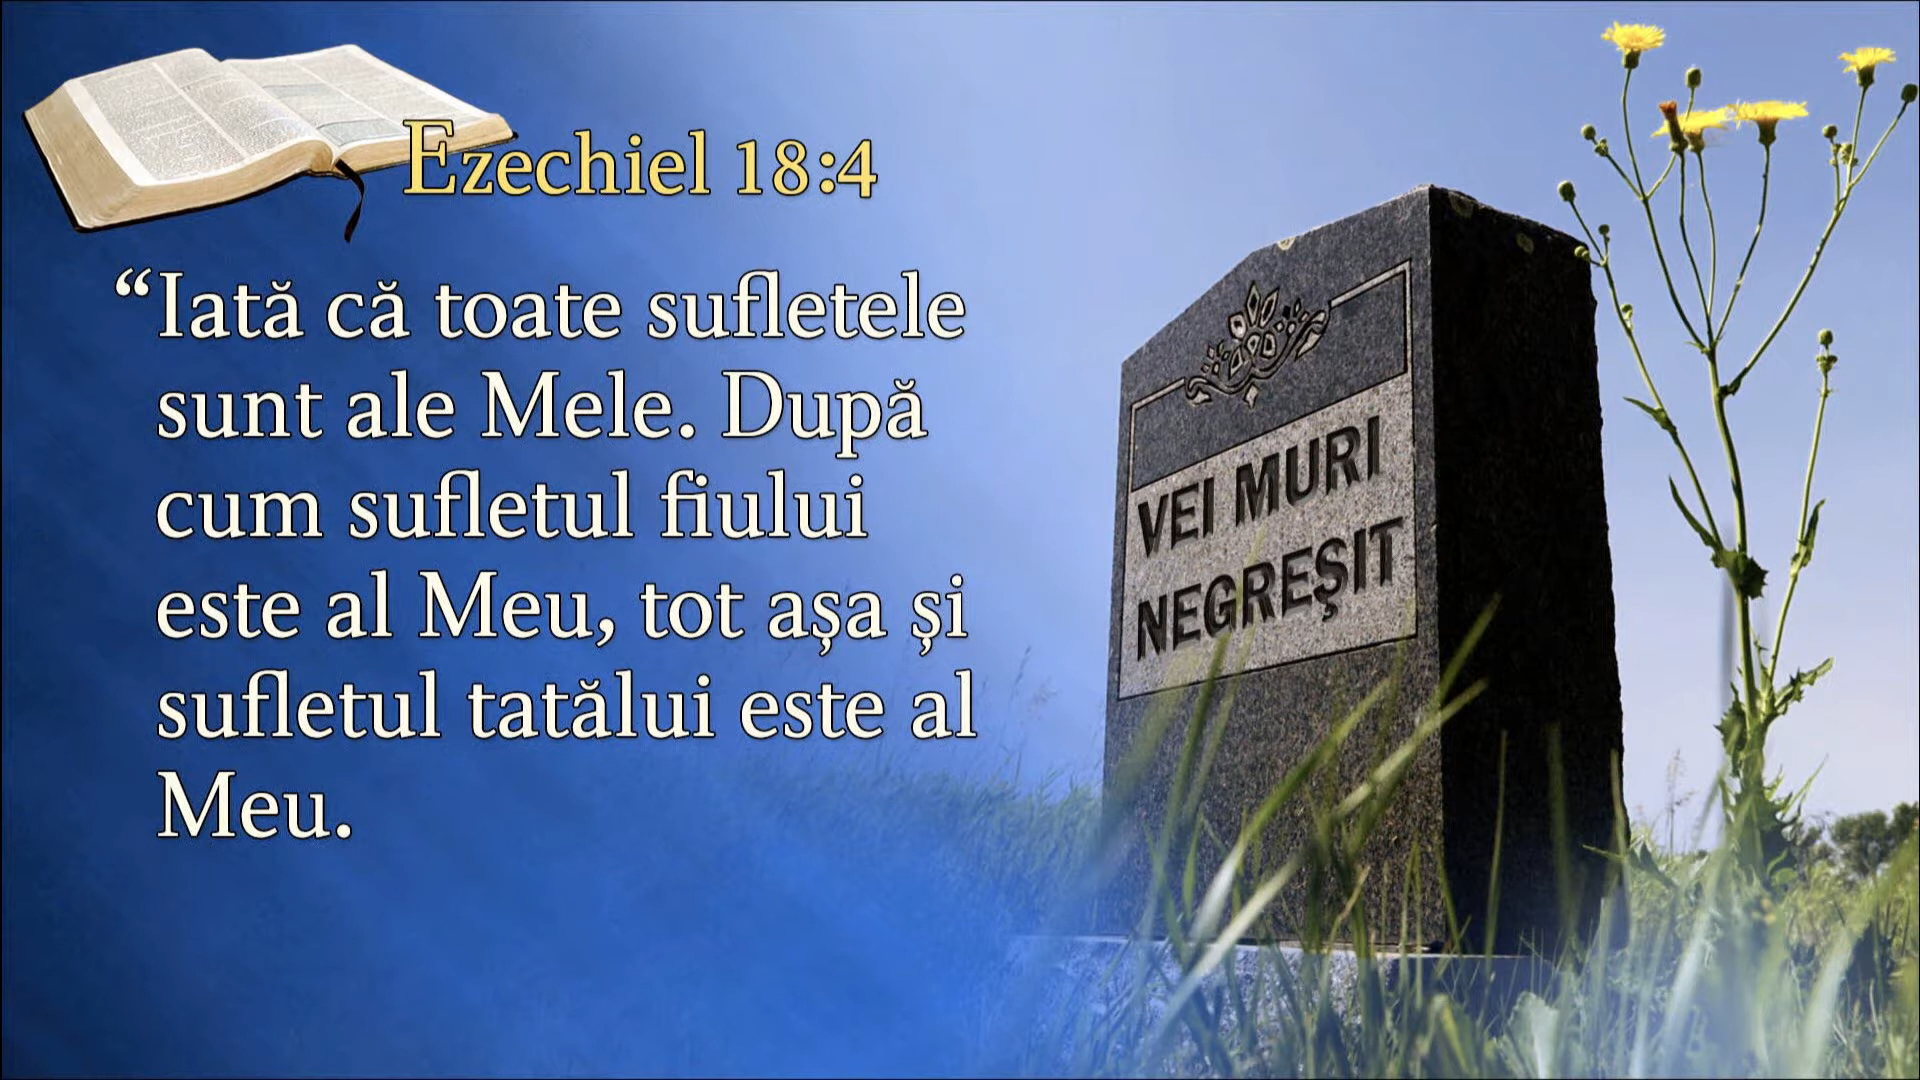 Ezechiel 18:4
“Iată că toate sufletele
sunt ale Mele. După
cum sufletul fiului
este al Meu, tot așa și
sufletul tatălui este al
Meu.
VEI MURI
NEGREŞIT